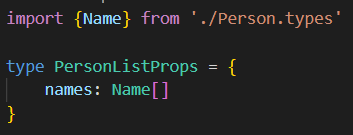 import {Name} from './Person.types'
type PersonListProps = {
names: Name[]
}